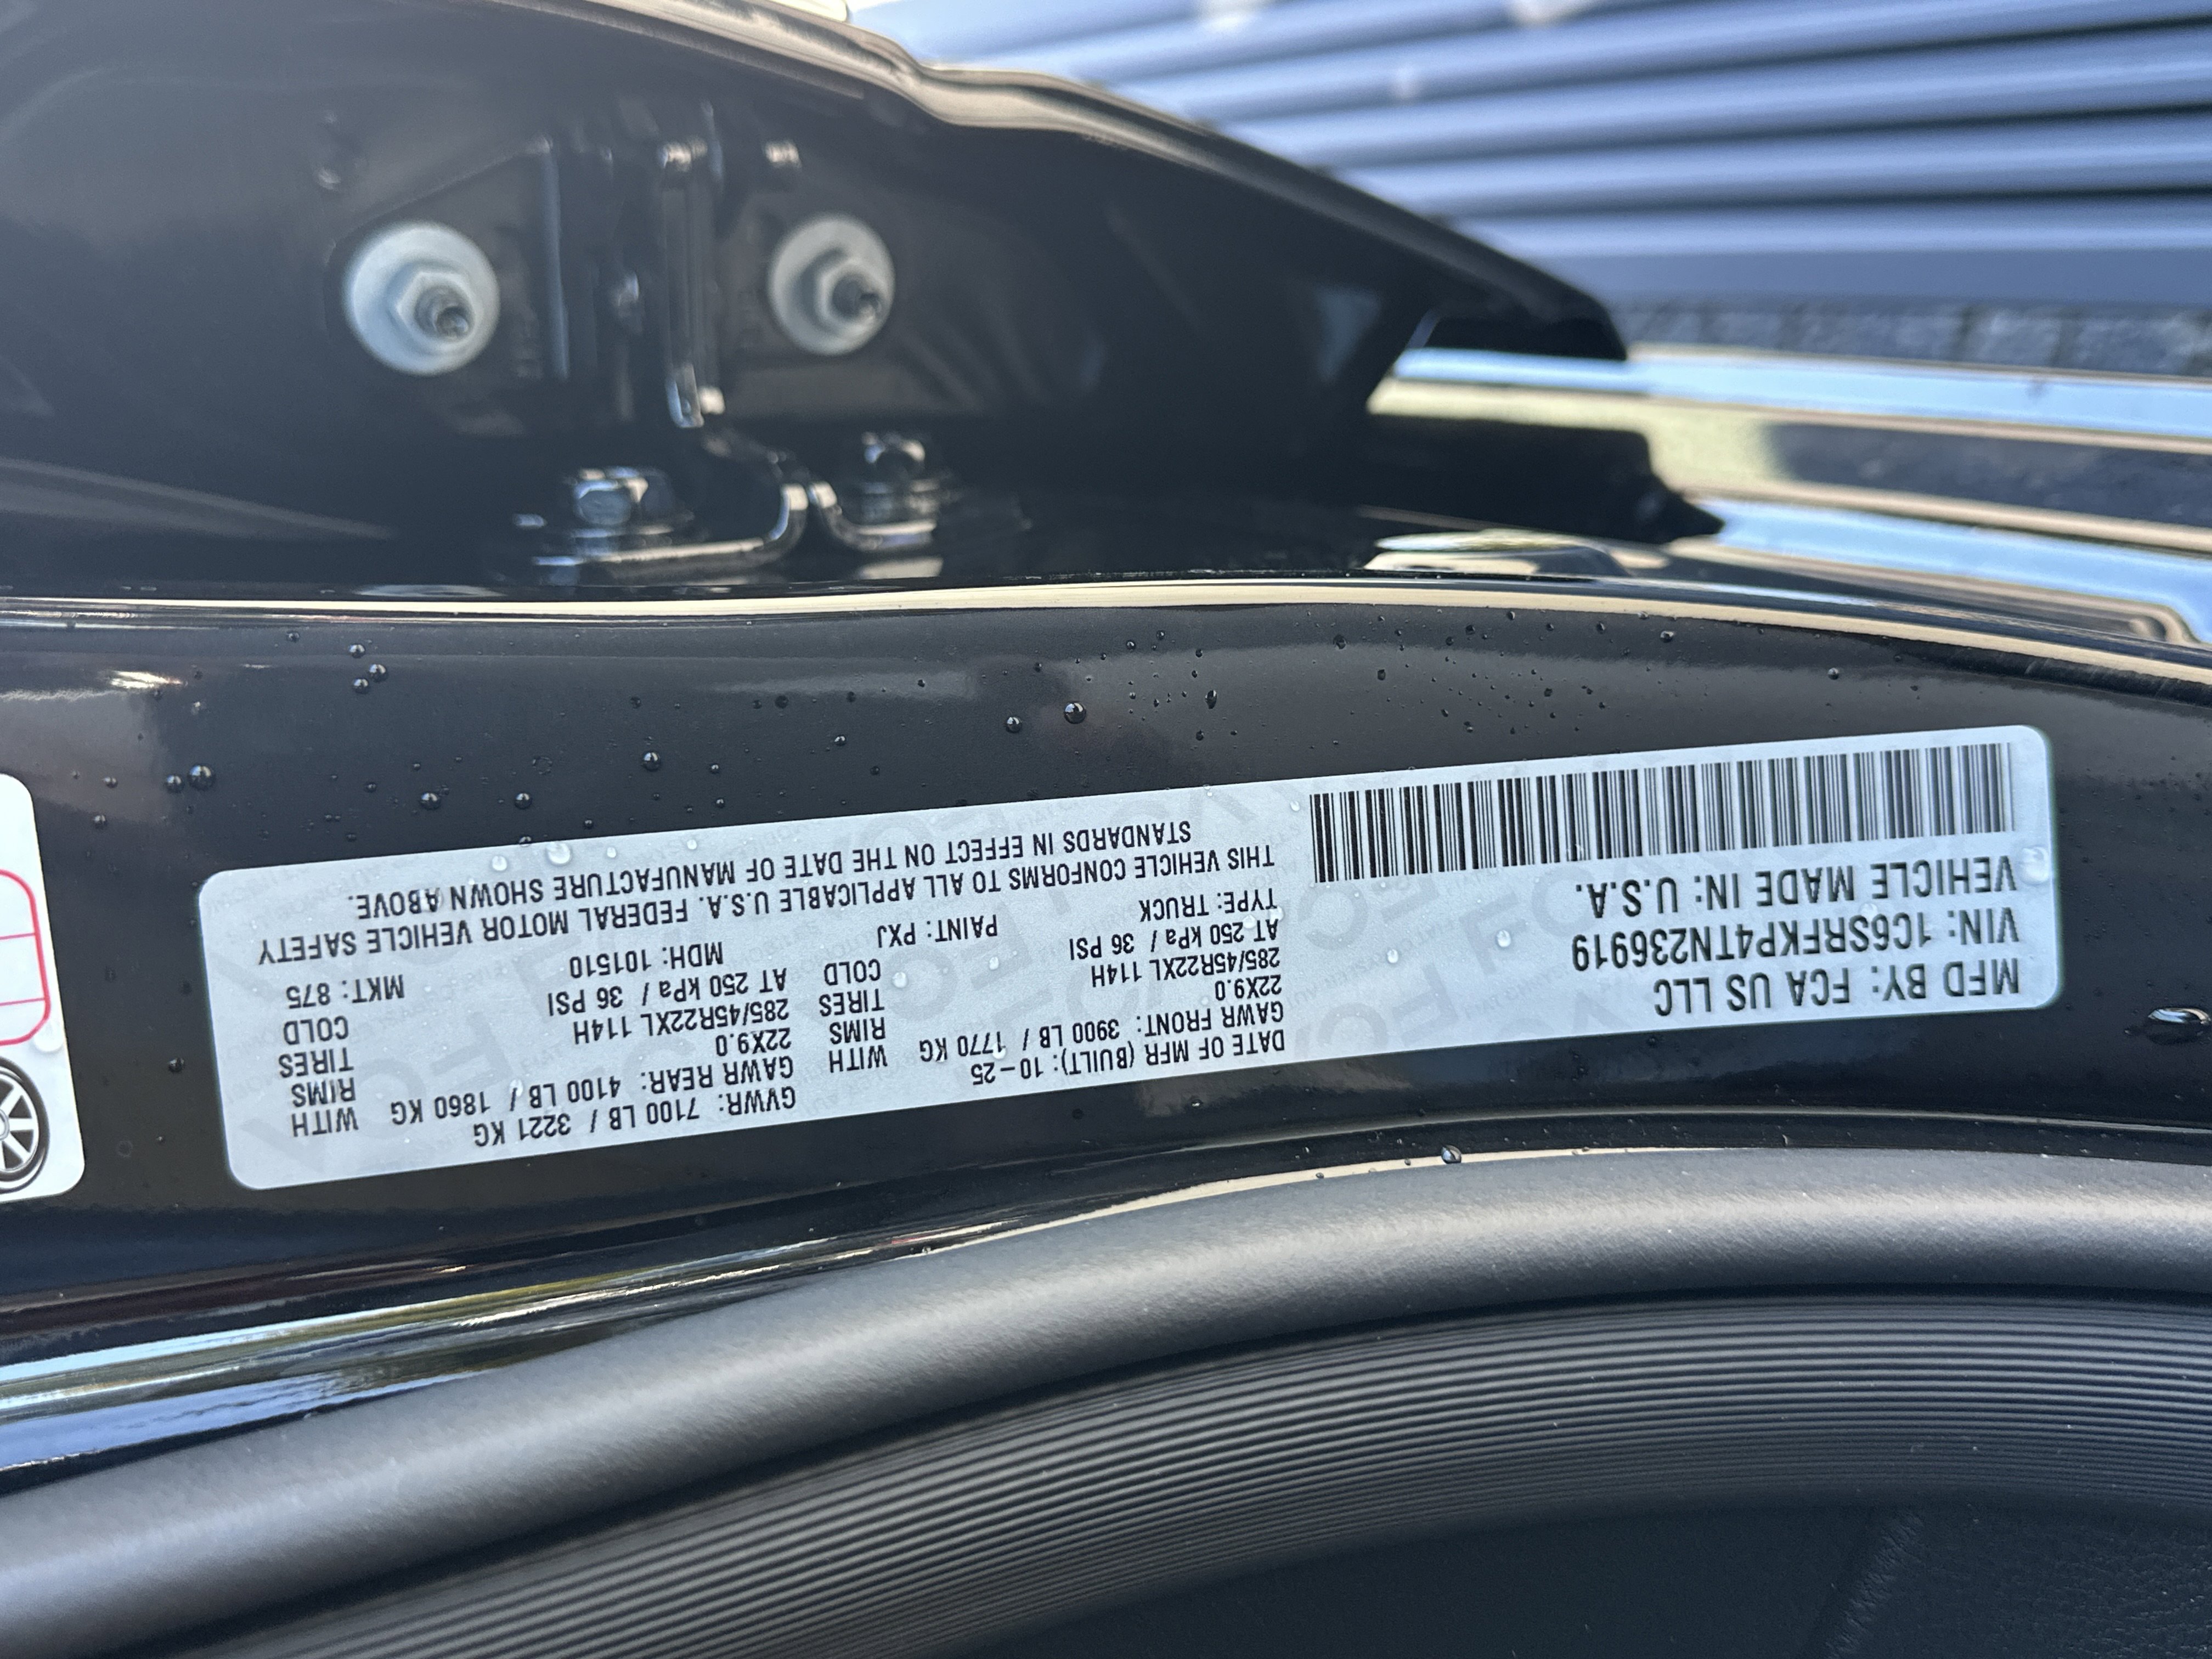 MFD BY: FCA US LLC
VIN: 1C6SRFKP4TN236919
VEHICLE MADE IN: U.S.A.
DATE OF MFR (BUILT): 10-25
GVWR: 7100 LB / 3221 KG
GAWR FRONT: 3900 LB / 1770 KG WITH
GAWR REAR: 4100 LB / 1860 KG WITH
22X9.0 RIMS
22X9.0 RIMS
285/45R22XL 114H TIRES
285/45R22XL 114H TIRES
AT 250 kPa / 36 PSI COLD
AT 250 kPa / 36 PSI COLD
TYPE: TRUCK PAINT: PXJ MDH: 101510 MKT: 875
THIS VEHICLE CONFORMS TO ALL APPLICABLE U.S.A. FEDERAL MOTOR VEHICLE SAFETY
STANDARDS IN EFFECT ON THE DATE OF MANUFACTURE SHOWN ABOVE.